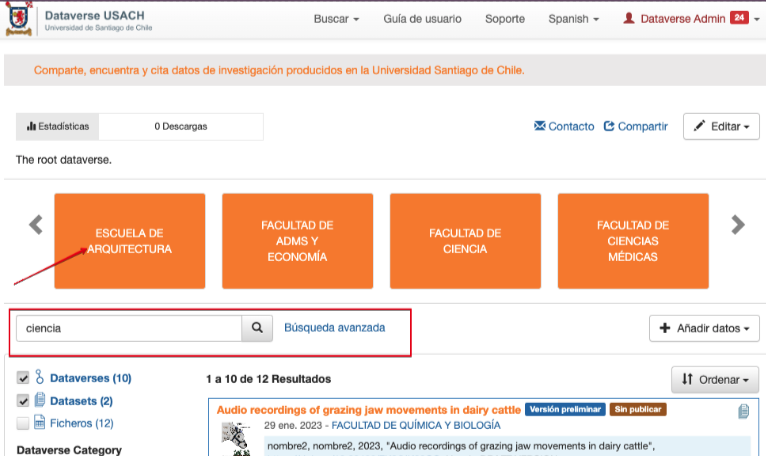 Dataverse USACH
Universidad de Santiago de Chile
Buscar
Guía de usuario
Soporte
Spanish
Dataverse Admin 24
Comparte, encuentra y cita datos de investigación producidos en la Universidad Santiago de Chile.
Estadísticas
0 Descargas
Contacto
Compartir
Editar
The root dataverse.
ESCUELA DE
ARQUITECTURA
FACULTAD DE
ADMS Y
ECONOMÍA
FACULTAD DE
CIENCIA
FACULTAD DE
CIENCIAS
MÉDICAS
ciencia
Búsqueda avanzada
Añadir datos
Dataverses (10)
Datasets (2)
Ficheros (12)
Dataverse Category
1 a 10 de 12 Resultados
Ordenar
Audio recordings of grazing jaw movements in dairy cattle Versión preliminar Sin publicar
29 ene. 2023 - FACULTAD DE QUÍMICA Y BIOLOGÍA
nombre2, nombre2, 2023, "Audio recordings of grazing jaw movements in dairy cattle",